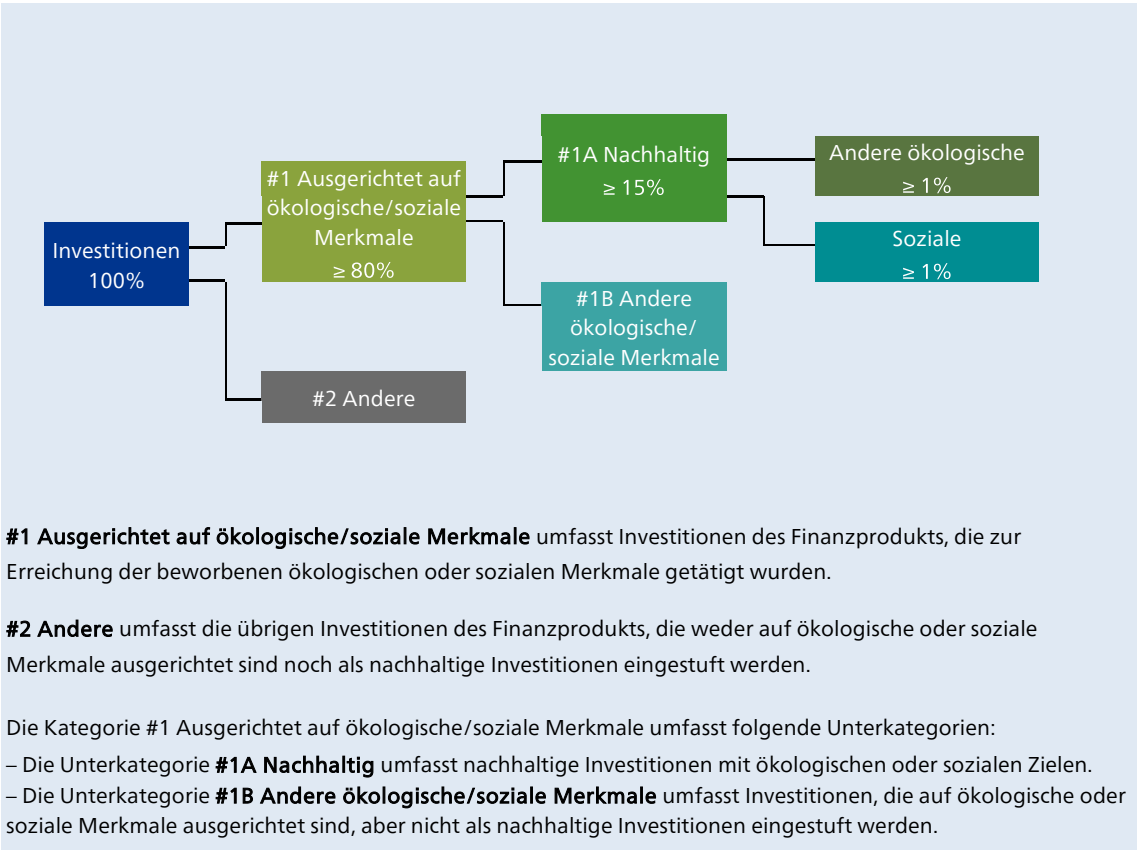 Investitionen
100%
#1 Ausgerichtet auf
ökologische/soziale
Merkmale
≥ 80%
#2 Andere
#1A Nachhaltig
≥ 15%
#1B Andere
ökologische/
soziale Merkmale
Andere ökologische
≥ 1%
Soziale
≥ 1%
#1 Ausgerichtet auf ökologische/soziale Merkmale umfasst Investitionen des Finanzprodukts, die zur
Erreichung der beworbenen ökologischen oder sozialen Merkmale getätigt wurden.
#2 Andere umfasst die übrigen Investitionen des Finanzprodukts, die weder auf ökologische oder soziale
Merkmale ausgerichtet sind noch als nachhaltige Investitionen eingestuft werden.
Die Kategorie #1 Ausgerichtet auf ökologische/soziale Merkmale umfasst folgende Unterkategorien:
– Die Unterkategorie #1A Nachhaltig umfasst nachhaltige Investitionen mit ökologischen oder sozialen Zielen.
– Die Unterkategorie #1B Andere ökologische/soziale Merkmale umfasst Investitionen, die auf ökologische oder
soziale Merkmale ausgerichtet sind, aber nicht als nachhaltige Investitionen eingestuft werden.